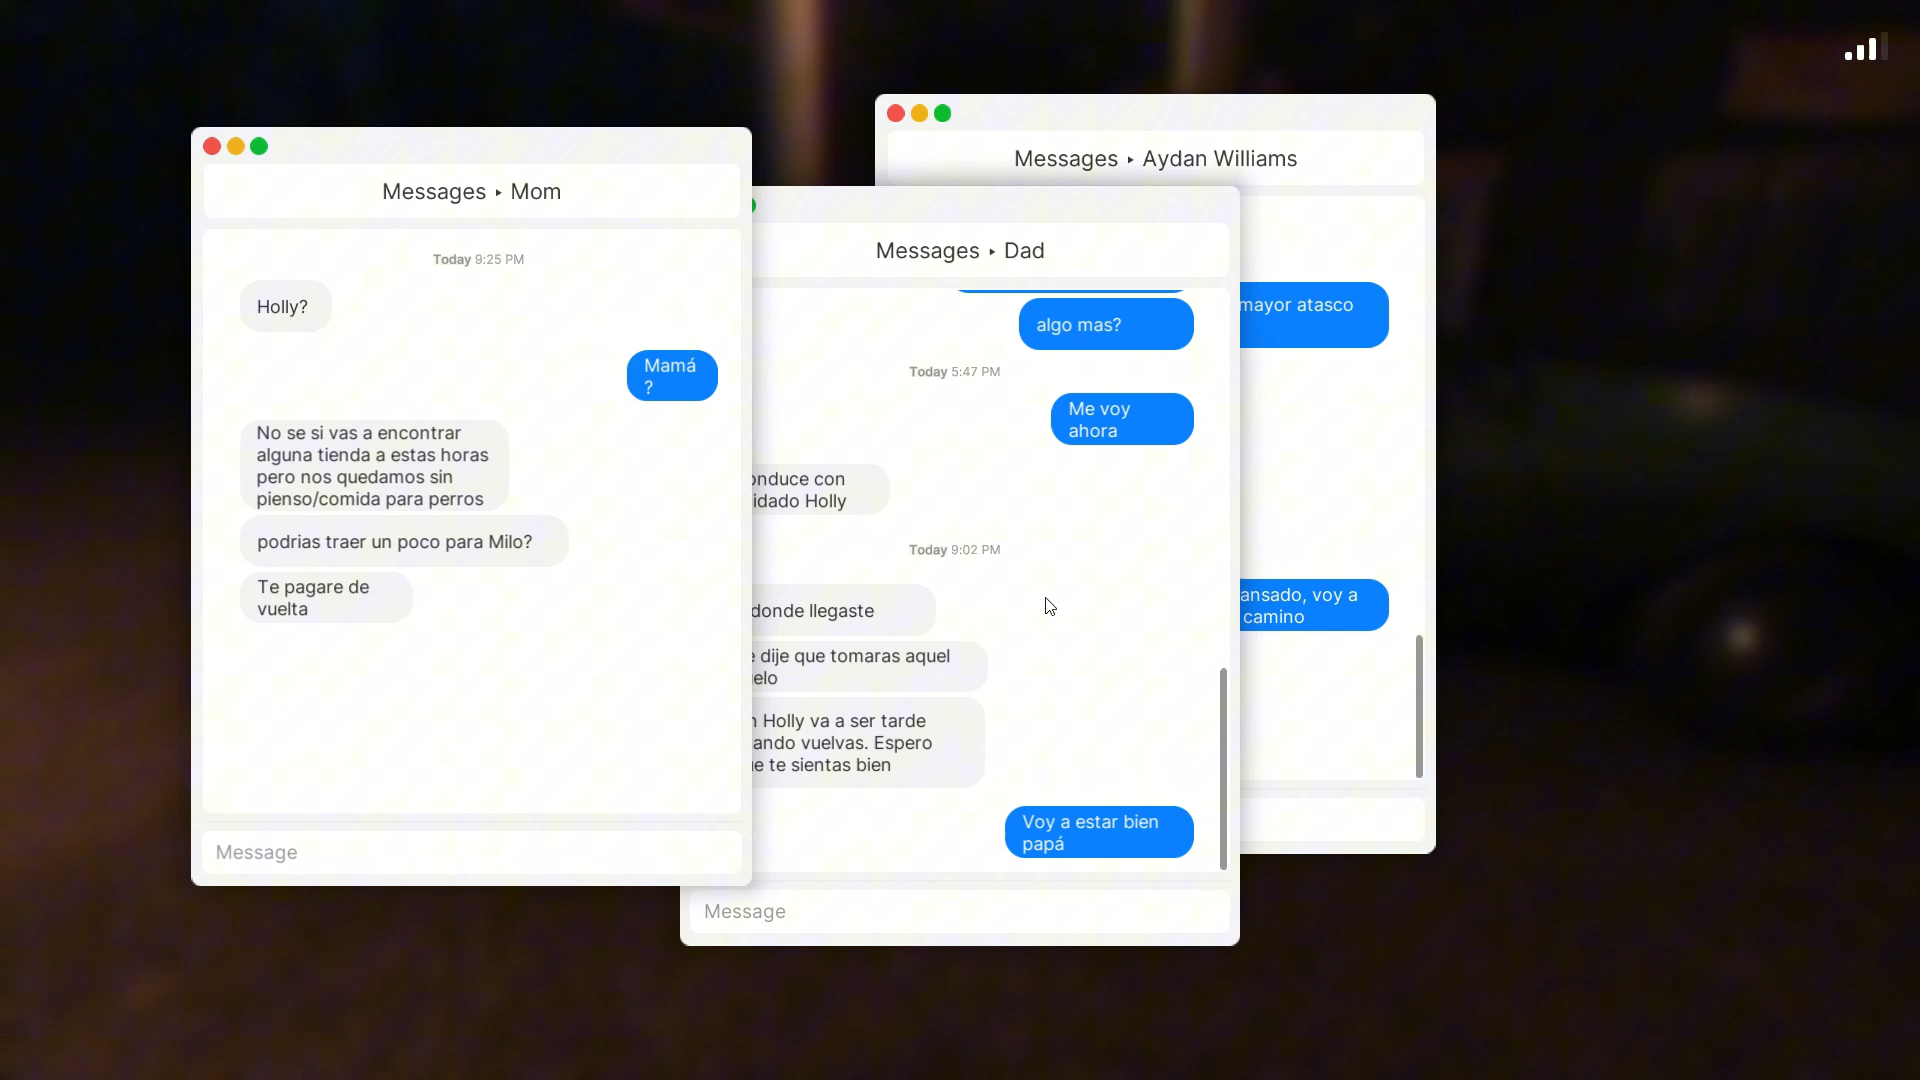 Messages ▸ Mom
Today 9:25 PM
Holly?
Mamá
?
No se si vas a encontrar
alguna tienda a estas horas
pero nos quedamos sin
pienso/comida para perros
podrias traer un poco para Milo?
Te pagare de
vuelta
Message
Messages ▸ Dad
algo mas?
Today 5:47 PM
Me voy
ahora
onduce con
idado Holly
Today 9:02 PM
donde llegaste
e dije que tomaras aquel
elo
Holly va a ser tarde
ando vuelvas. Espero
ue te sientas bien
Voy a estar bien
papá
Message
Messages ▸ Aydan Williams
mayor atasco
ansado, voy a
camino